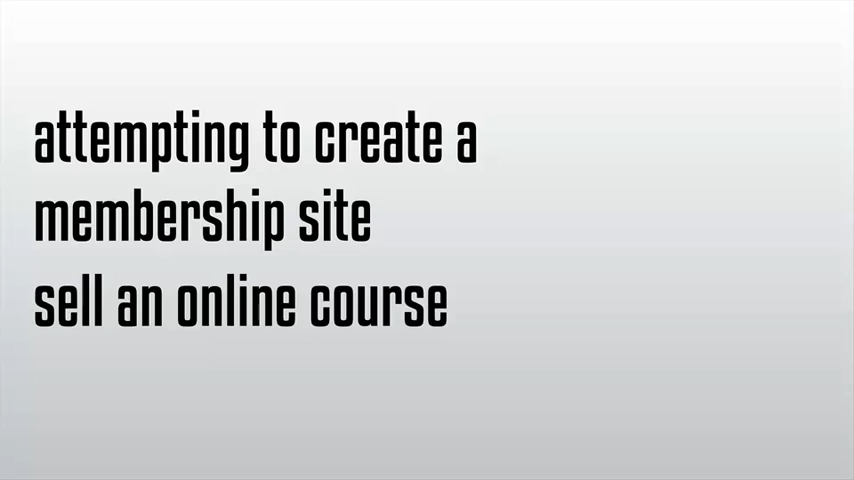 attempting to create a
membership site
sell an online course